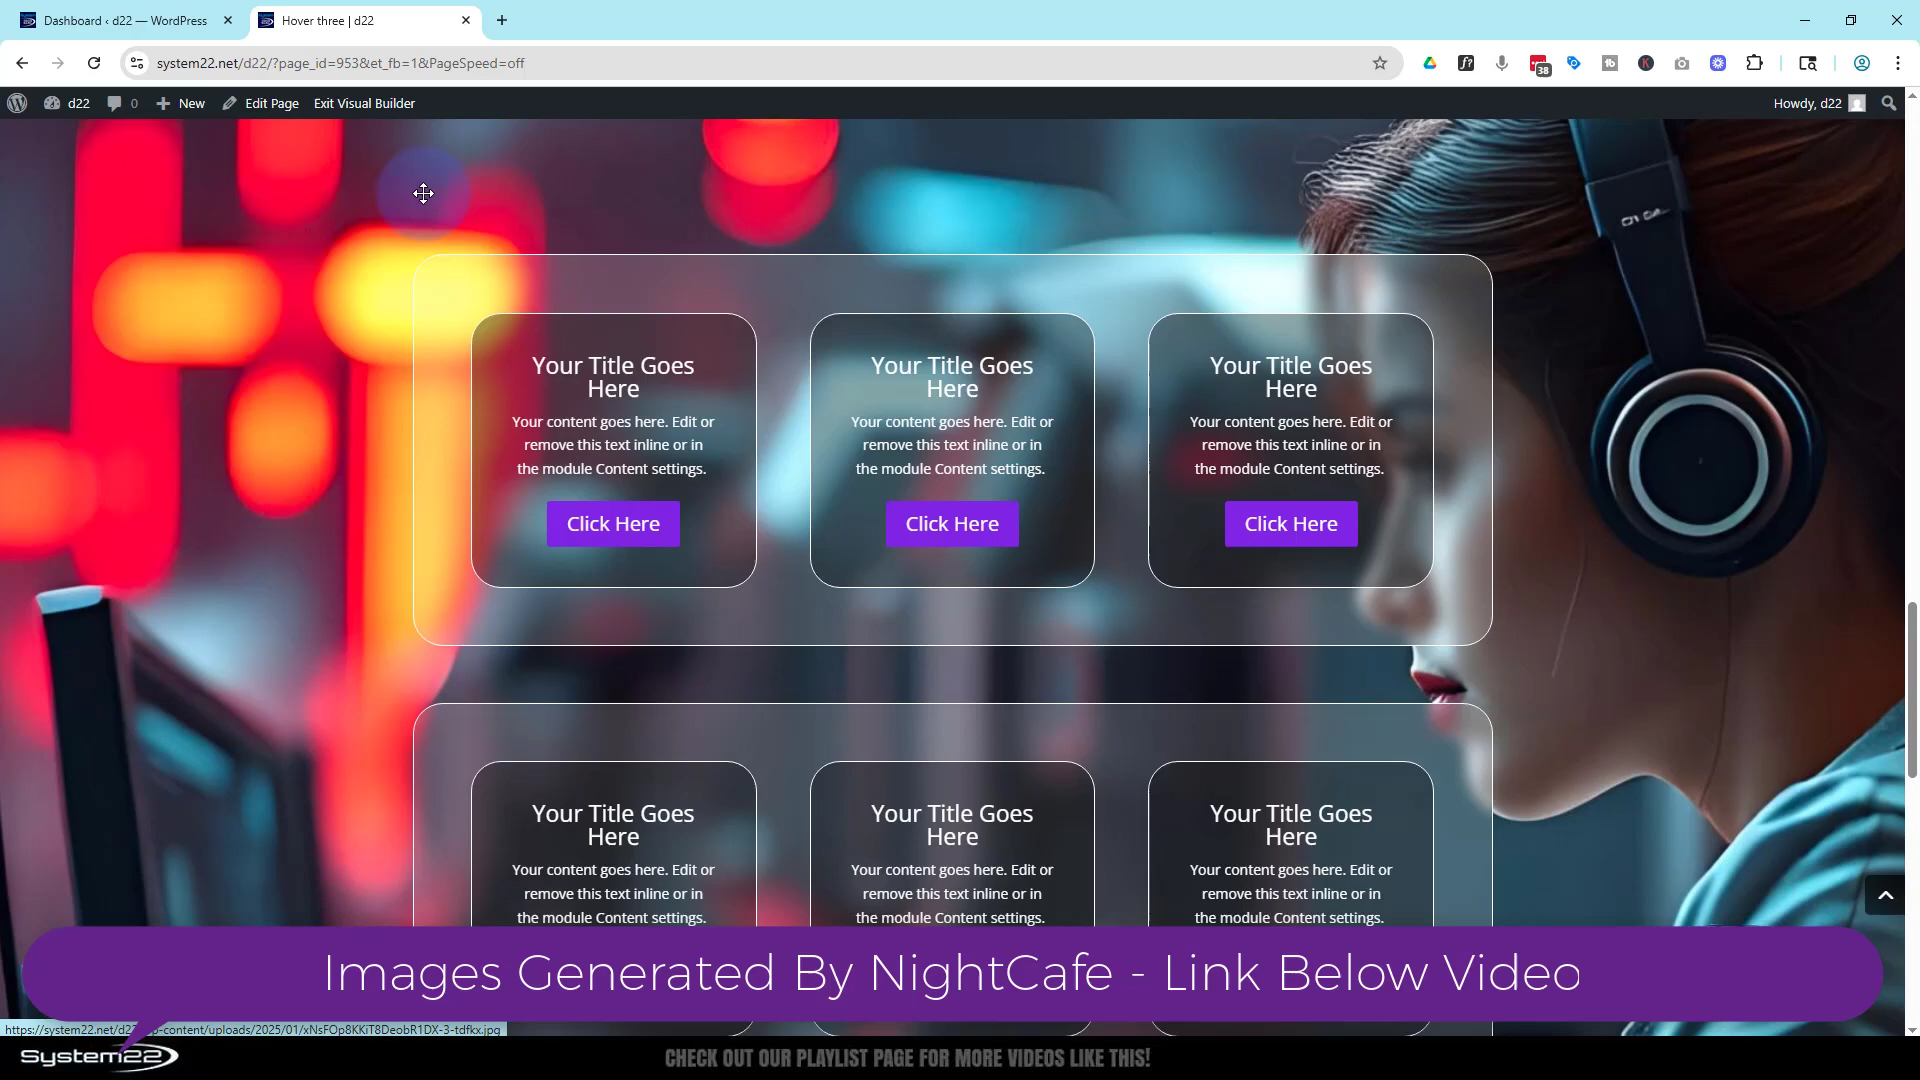 Dashboard ‹ d22 — WordPress
Hover three | d22
system22.net/d22/?page_id=953&et_fb=1&PageSpeed=off
38
d22
0
New
Edit Page
Exit Visual Builder
Howdy, d22
Your Title Goes
Here
Your content goes here. Edit or
remove this text inline or in
the module Content settings.
Click Here
Your Title Goes
Here
Your content goes here. Edit or
remove this text inline or in
the module Content settings.
Click Here
Your Title Goes
Here
Your content goes here. Edit or
remove this text inline or in
the module Content settings.
Click Here
Your Title Goes
Here
Your content goes here. Edit or
remove this text inline or in
the module Content settings.
Your Title Goes
Here
Your content goes here. Edit or
remove this text inline or in
the module Content settings.
Your Title Goes
Here
Your content goes here. Edit or
remove this text inline or in
the module Content settings.
Images Generated By NightCafe - Link Below Video
System22
CHECK OUT OUR PLAYLIST PAGE FOR MORE VIDEOS LIKE THIS!